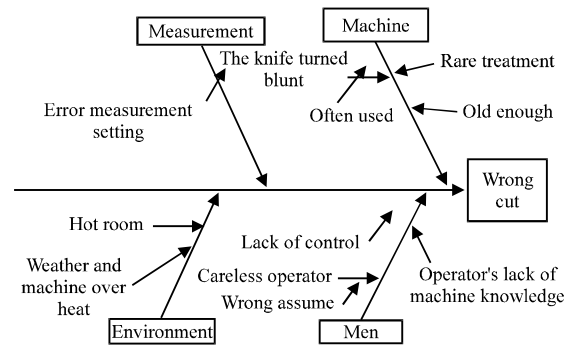 Measurement
Machine
The knife turned
blunt
Rare treatment
Error measurement
setting
Often used
Old enough
Wrong
cut
Hot room
Lack of control
Weather and
machine over
heat
Careless operator
Wrong assume
Operator's lack of
machine knowledge
Environment
Men